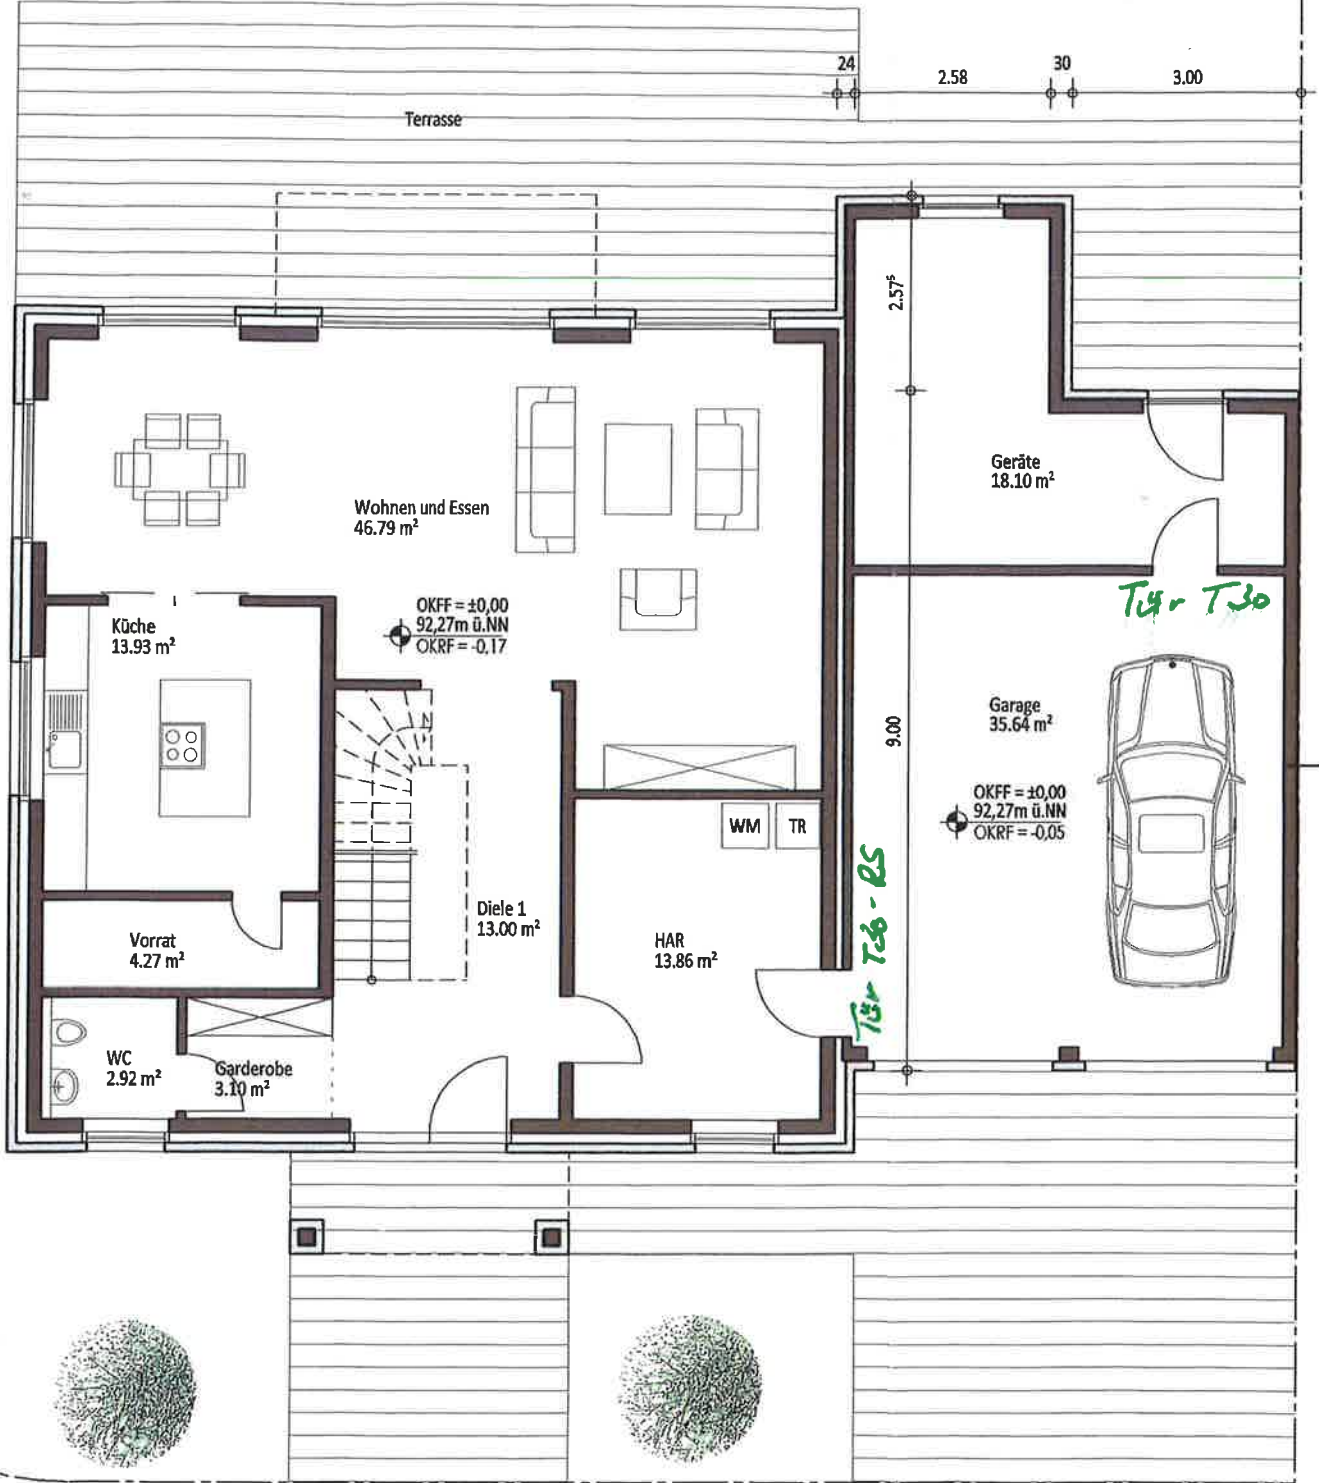 24
2.58
30
3.00
Terrasse
2.57⁵
Geräte
18.10 m²
Wohnen und Essen
46.79 m²
OKFF = ±0,00
92,27m ü.NN
OKRF = -0,17
Küche
13.93 m²
Tür T30
Garage
35.64 m²
9.00
OKFF = ±0,00
92,27m ü.NN
OKRF = -0,05
WM
TR
Tür T30-RS
Diele 1
13.00 m²
Vorrat
4.27 m²
HAR
13.86 m²
WC
2.92 m²
Garderobe
3.10 m²